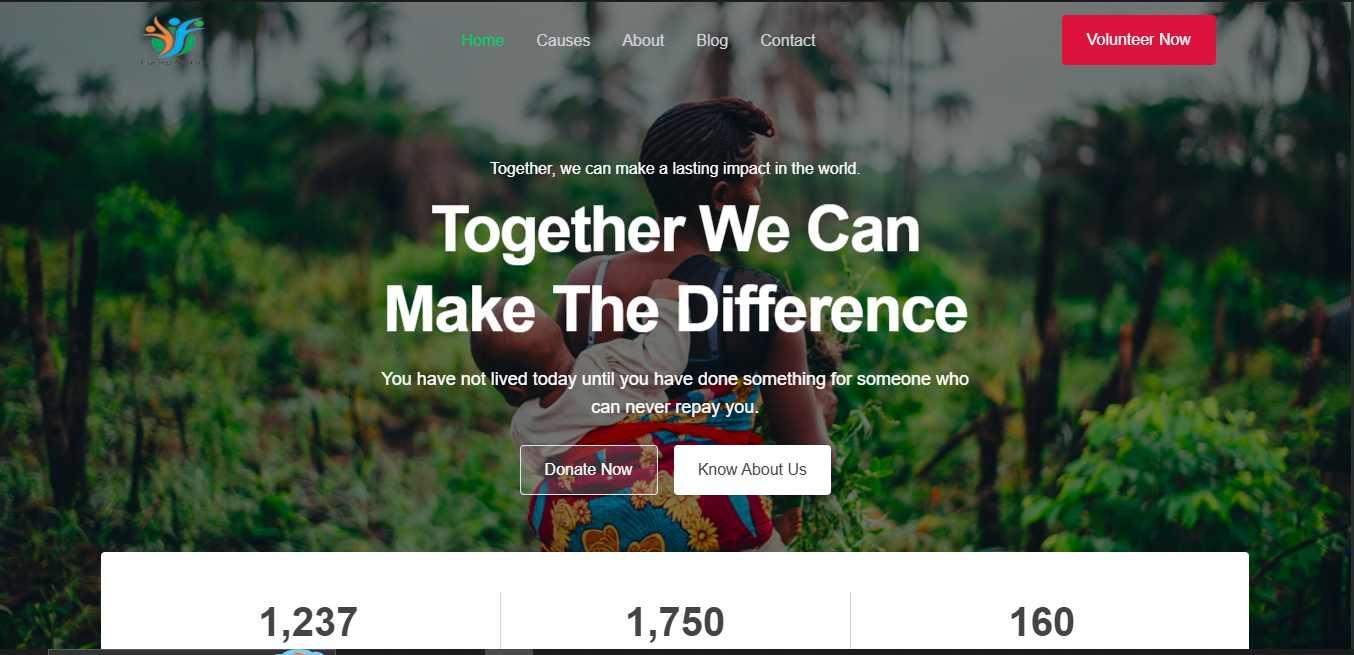 Home Causes About Blog Contact Volunteer Now
Together, we can make a lasting impact in the world.
Together We Can
Make The Difference
You have not lived today until you have done something for someone who
can never repay you.
Donate Now Know About Us
1,237 1,750 160